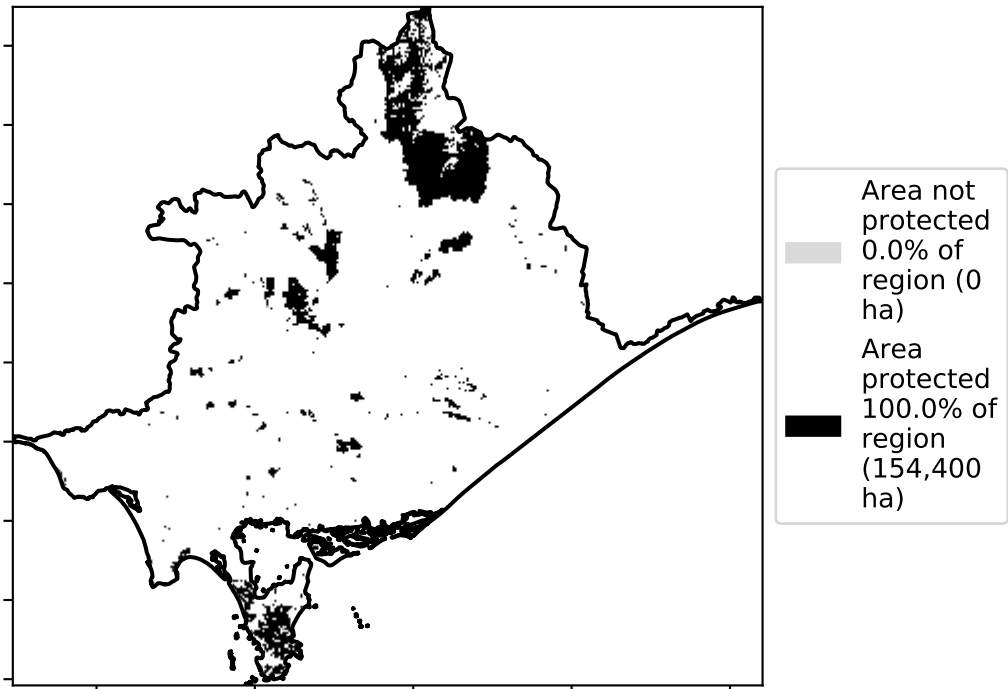 Area not
protected
0.0% of
region (0
ha)
Area
protected
100.0% of
region
(154,400
ha)